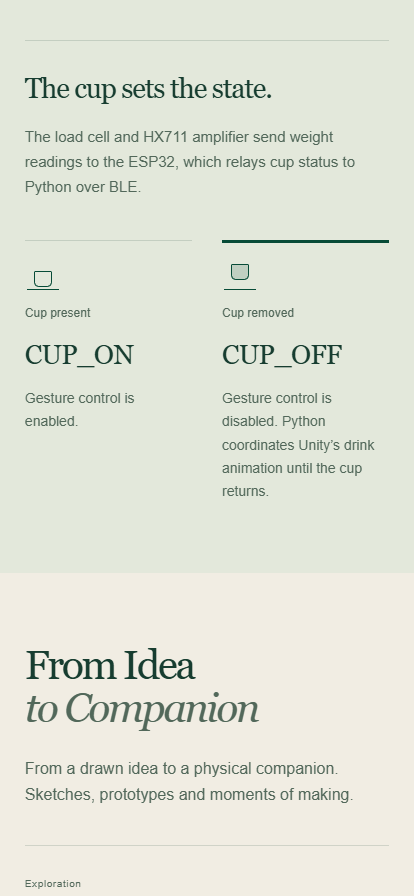 The cup sets the state.
The load cell and HX711 amplifier send weight
readings to the ESP32, which relays cup status to
Python over BLE.
Cup present
CUP_ON
Gesture control is
enabled.
Cup removed
CUP_OFF
Gesture control is
disabled. Python
coordinates Unity’s drink
animation until the cup
returns.
From Idea
to Companion
From a drawn idea to a physical companion.
Sketches, prototypes and moments of making.
Exploration